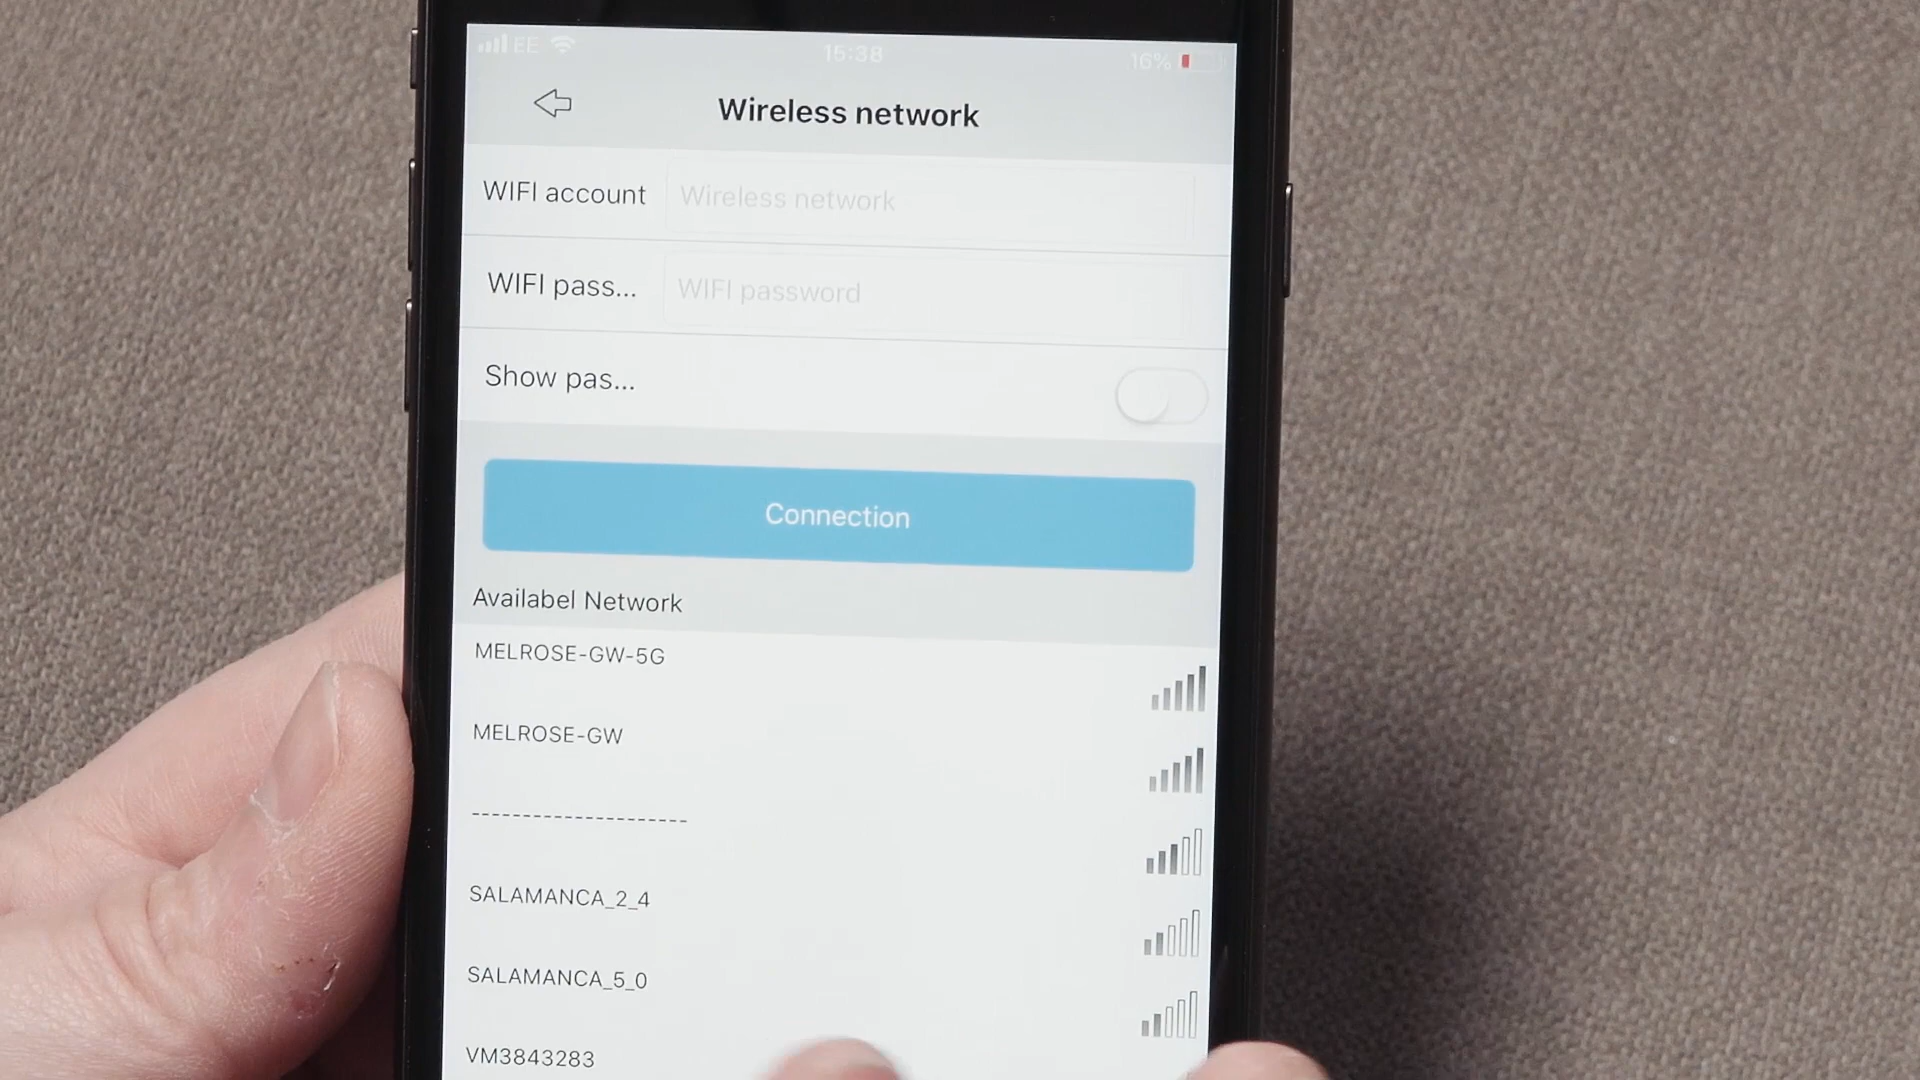 EE
15:38
16%
Wireless network
WIFI account
Wireless network
WIFI pass...
WIFI password
Show pas...
Connection
Availabel Network
MELROSE-GW-5G
MELROSE-GW
---------------------
SALAMANCA_2_4
SALAMANCA_5_0
VM3843283